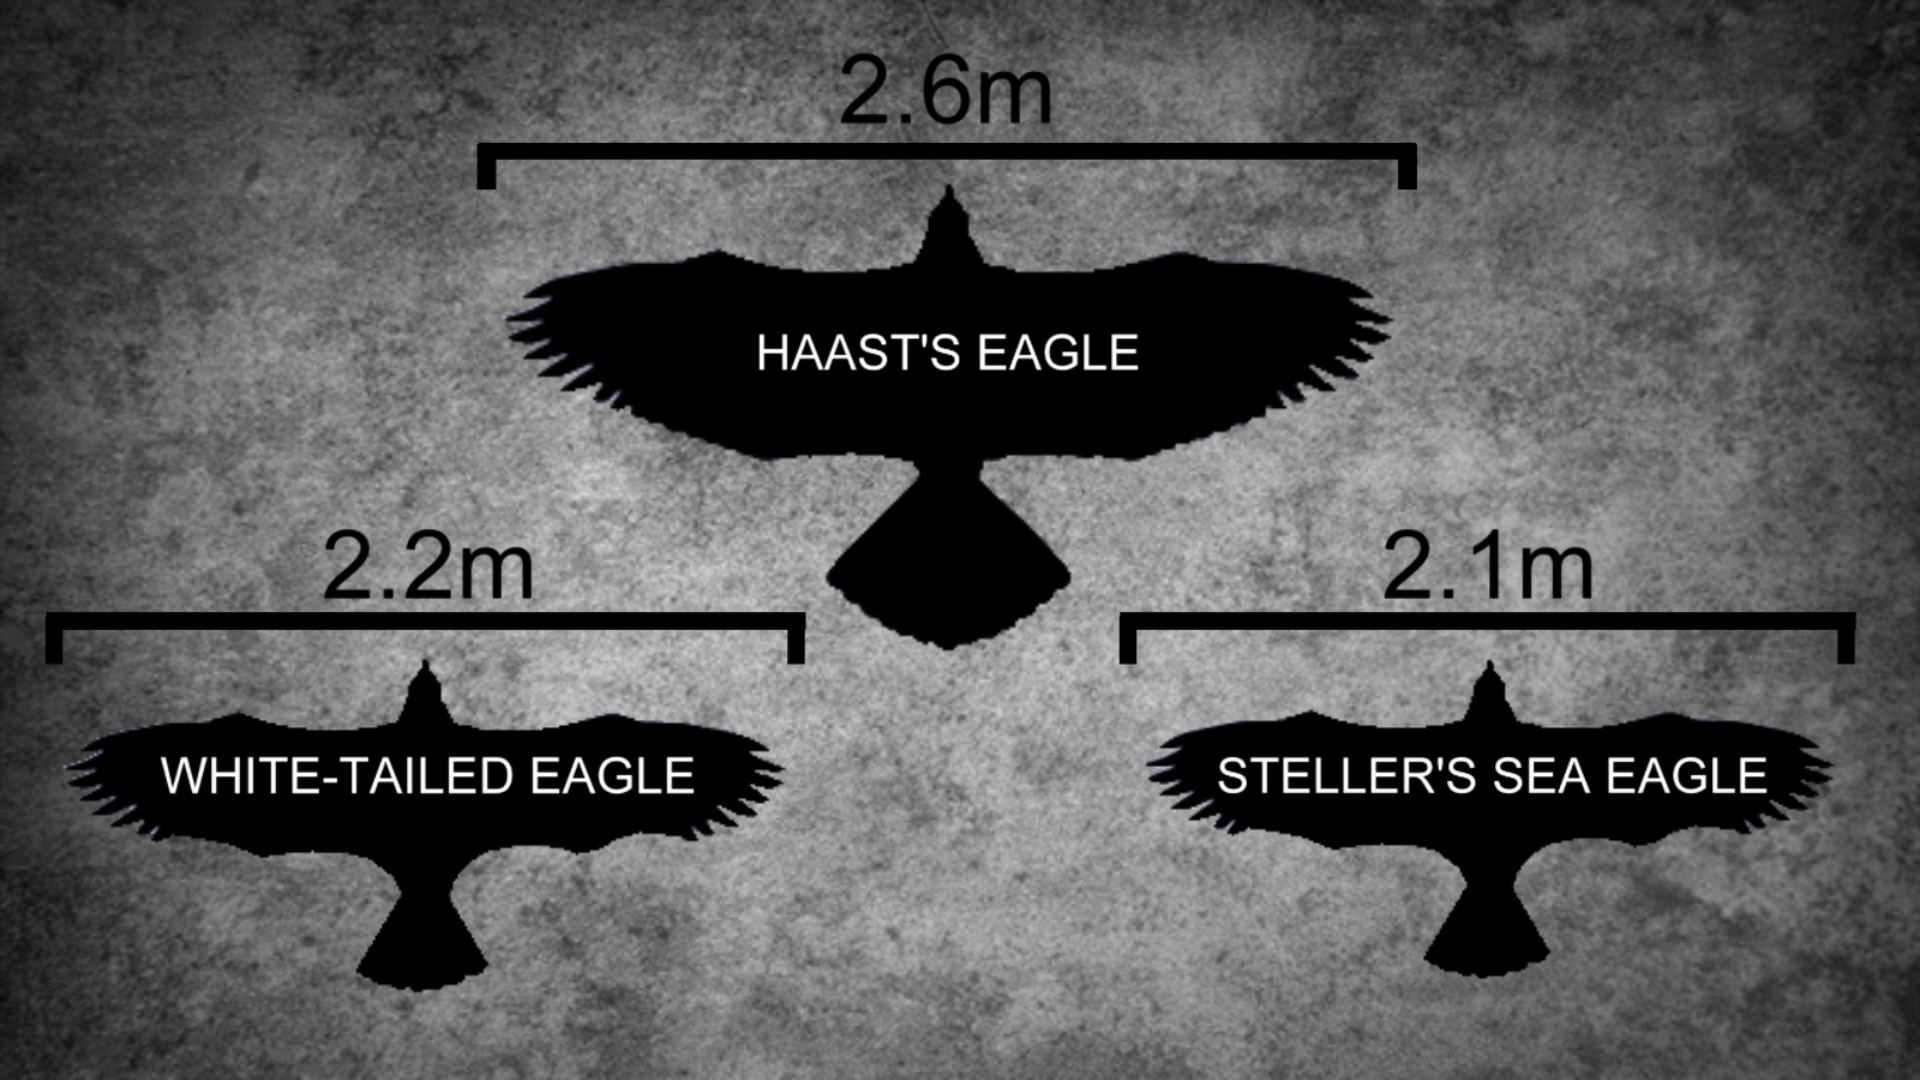 2.6m
HAAST'S EAGLE
2.2m
2.1m
WHITE-TAILED EAGLE
STELLER'S SEA EAGLE